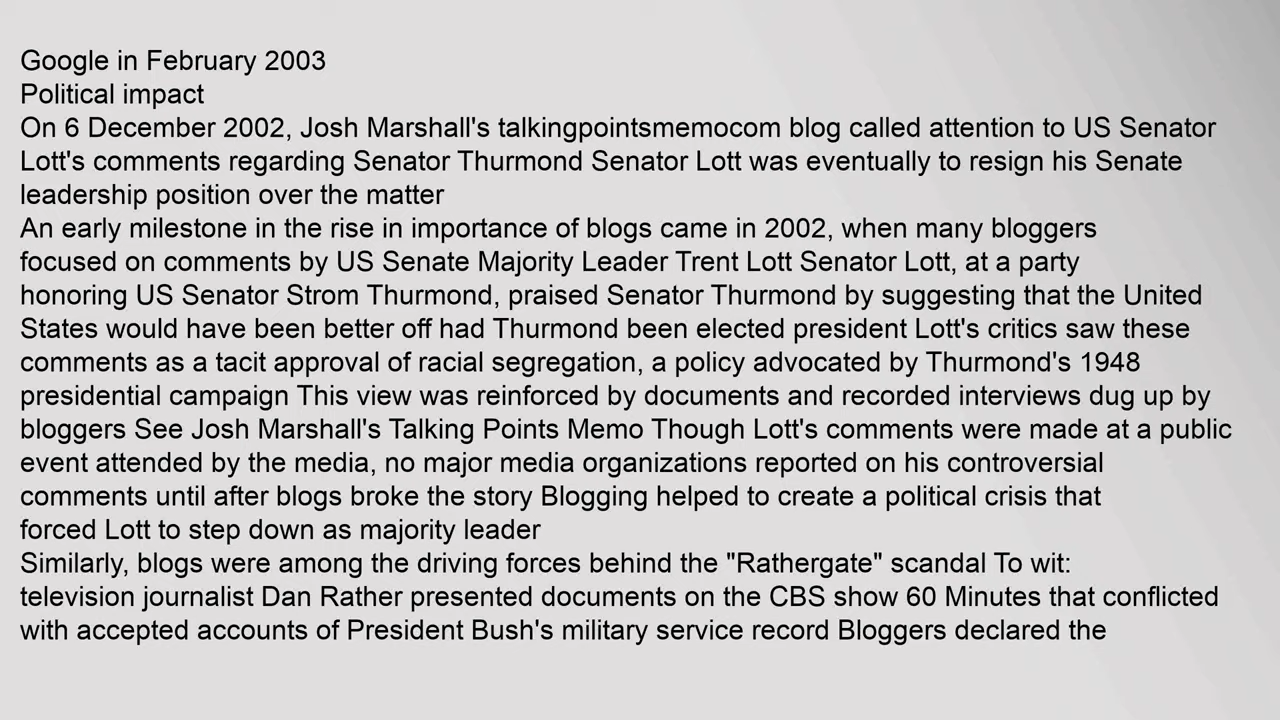 Google in February 2003
Political impact
On 6 December 2002, Josh Marshall's talkingpointsmemocom blog called attention to US Senator
Lott's comments regarding Senator Thurmond Senator Lott was eventually to resign his Senate
leadership position over the matter
An early milestone in the rise in importance of blogs came in 2002, when many bloggers
focused on comments by US Senate Majority Leader Trent Lott Senator Lott, at a party
honoring US Senator Strom Thurmond, praised Senator Thurmond by suggesting that the United
States would have been better off had Thurmond been elected president Lott's critics saw these
comments as a tacit approval of racial segregation, a policy advocated by Thurmond's 1948
presidential campaign This view was reinforced by documents and recorded interviews dug up by
bloggers See Josh Marshall's Talking Points Memo Though Lott's comments were made at a public
event attended by the media, no major media organizations reported on his controversial
comments until after blogs broke the story Blogging helped to create a political crisis that
forced Lott to step down as majority leader
Similarly, blogs were among the driving forces behind the "Rathergate" scandal To wit:
television journalist Dan Rather presented documents on the CBS show 60 Minutes that conflicted
with accepted accounts of President Bush's military service record Bloggers declared the